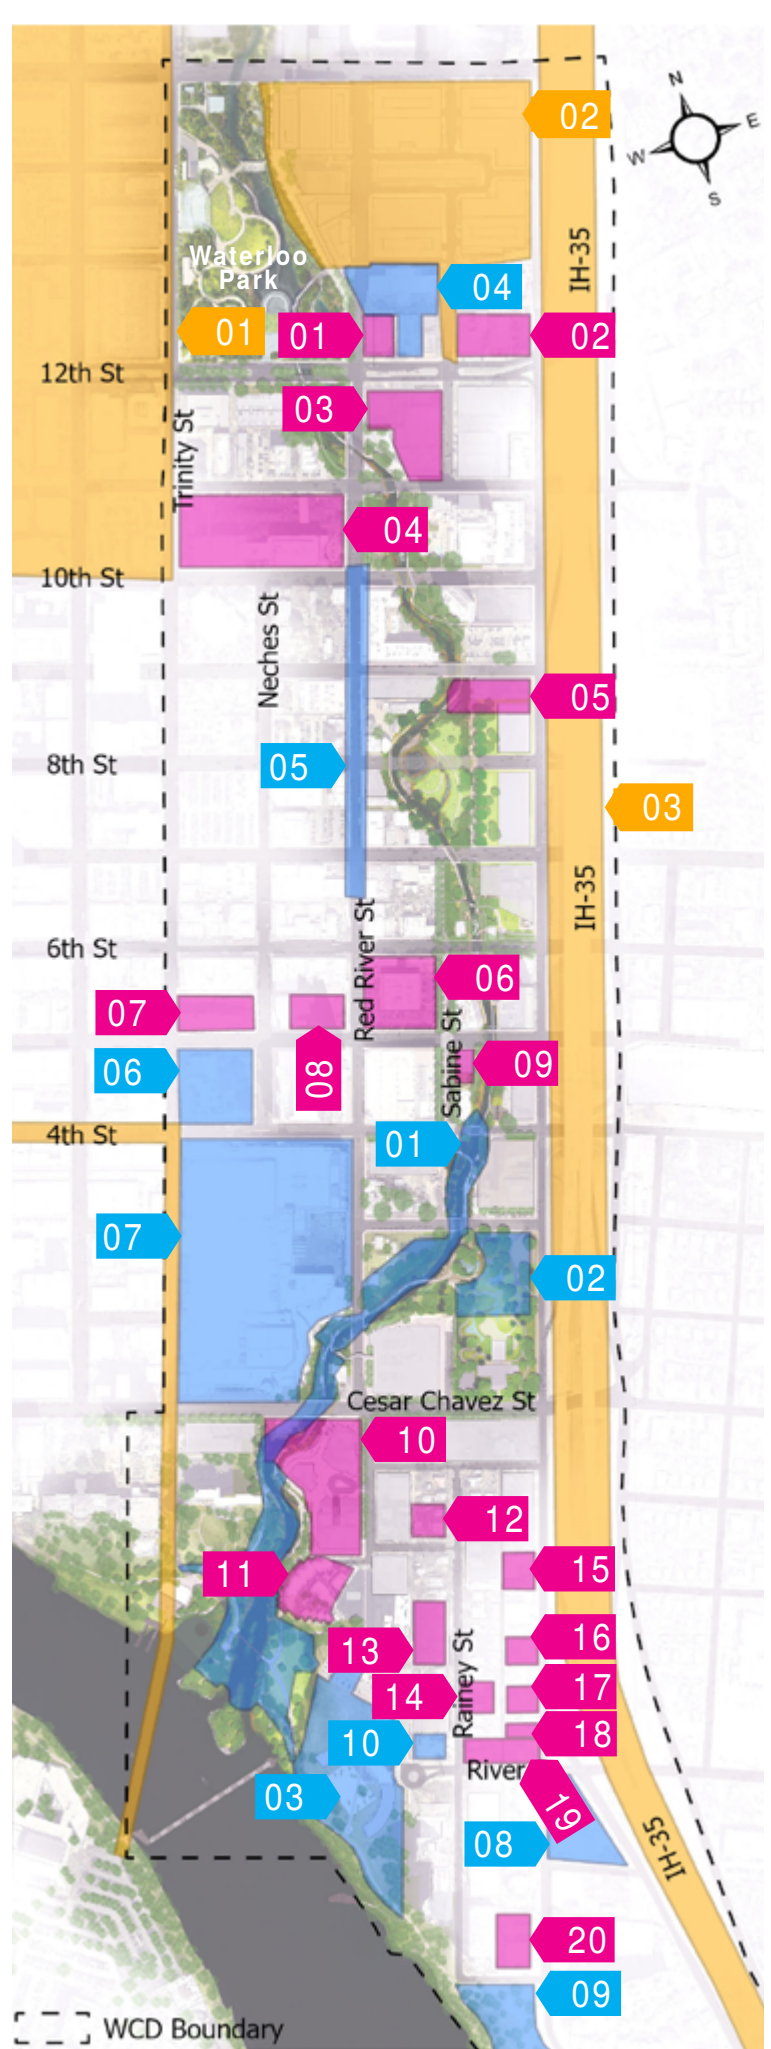 N
E
W
S
02
IH-35
Waterloo
Park
04
01
01
02
12th St
03
Trinity St
04
10th St
Neches St
05
8th St
05
03
IH-35
6th St
Red River St
06
07
08
Sabine St
09
06
4th St
01
07
02
Cesar Chavez St
10
12
11
15
13
16
Rainey St
14
17
10
18
River
03
19
08
IH-35
20
09
WCD Boundary